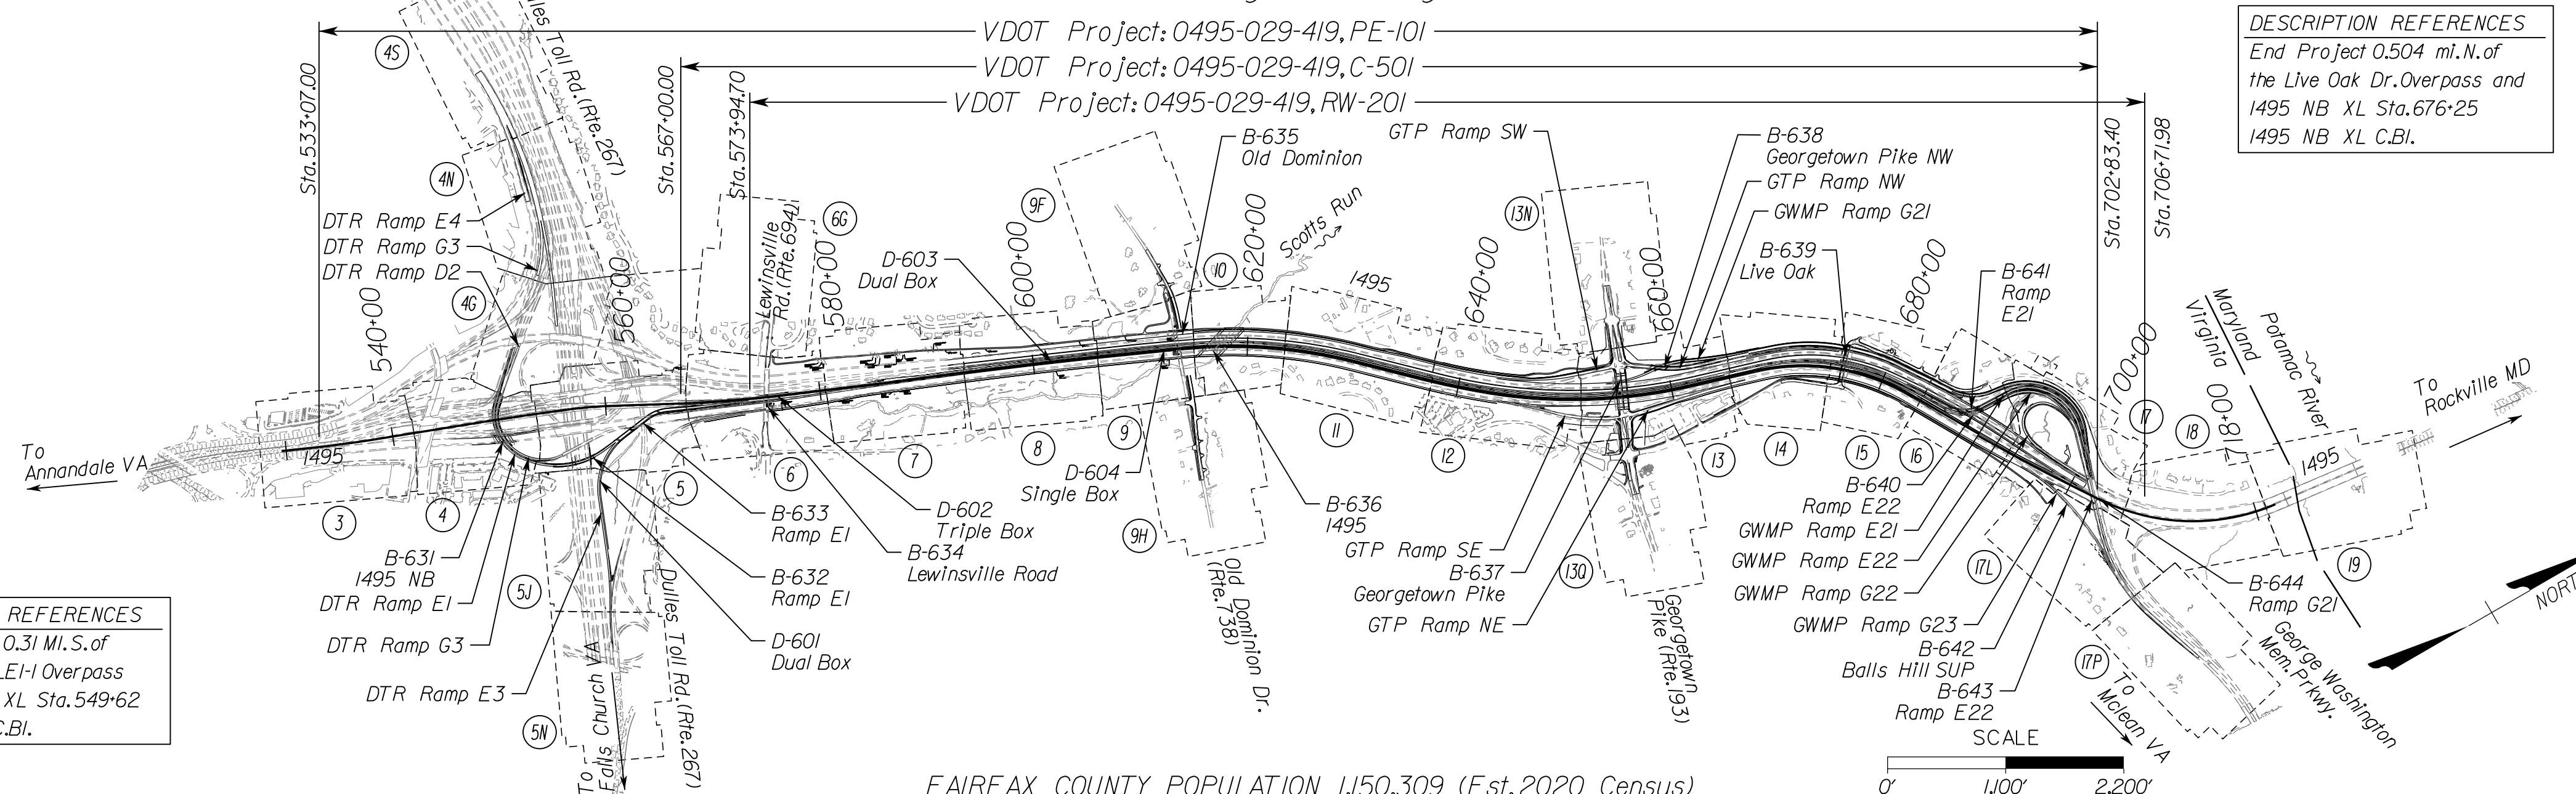 VDOT Project: 0495-029-419, PE-101
VDOT Project: 0495-029-419, C-501
VDOT Project: 0495-029-419, RW-201
DESCRIPTION REFERENCES
End Project 0.504 mi. N. of
the Live Oak Dr. Overpass and
I495 NB XL Sta. 676+25
I495 NB XL C.Bl.
Sta. 533+07.00
Sta. 567+00.00
Sta. 573+94.70
Sta. 702+83.40
Sta. 706+71.98
Toll Rd. (Rte. 267)
4S
4N
DTR Ramp E4
DTR Ramp G3
DTR Ramp D2
4G
540+00
560+00
Lewinsville
Rd. (Rte. 694)
6G
580+00
D-603
Dual Box
600+00
9F
B-635
Old Dominion
10
620+00
Scotts Run
I495
GTP Ramp SW
640+00
13N
660+00
B-638
Georgetown Pike NW
GTP Ramp NW
GWMP Ramp G21
B-639
Live Oak
680+00
B-641
Ramp
E21
700+00
Maryland
Virginia
Potamac River
718+00
To
Rockville MD
I495
To
Annandale VA
I495
3
4
5
6
7
8
9
11
12
13
14
15
16
17
18
19
B-631
I495 NB
DTR Ramp E1
DTR Ramp G3
DTR Ramp E3
5J
5N
To
Falls Church VA
Dulles Toll Rd. (Rte. 267)
B-633
Ramp E1
B-632
Ramp E1
D-601
Dual Box
D-602
Triple Box
B-634
Lewinsville Road
D-604
Single Box
9H
Old Dominion Dr.
(Rte. 738)
B-636
I495
GTP Ramp SE
B-637
Georgetown Pike
GTP Ramp NE
13Q
Georgetown
Pike (Rte. 193)
B-640
Ramp E22
GWMP Ramp E21
GWMP Ramp E22
GWMP Ramp G22
GWMP Ramp G23
B-642
Balls Hill SUP
B-643
Ramp E22
17L
17P
To
Mclean VA
B-644
Ramp G21
George Washington
Mem. Prkwy.
NORT
REFERENCES
0.31 MI. S. of
LE1-1 Overpass
XL Sta. 549+62
C.Bl.
SCALE
0' 1,100' 2,200'
FAIRFAX COUNTY POPULATION 1,150,309 (Est. 2020 Census)